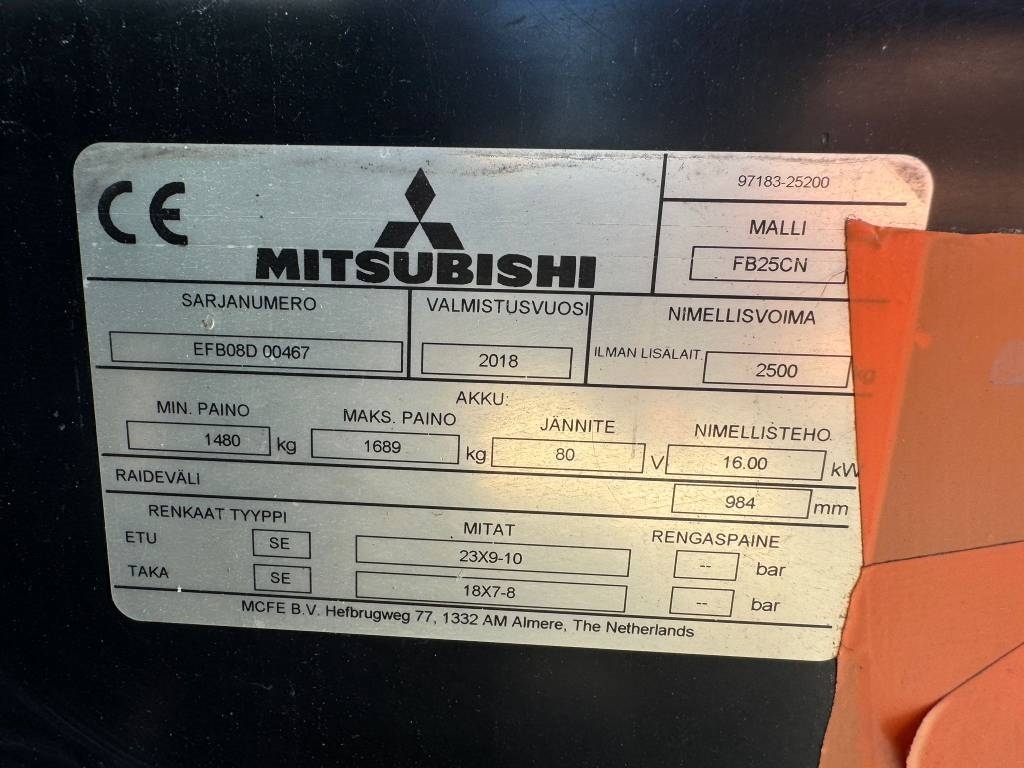 CE
97183-25200
MITSUBISHI
MALLI
FB25CN
SARJANUMERO VALMISTUSVUOSI NIMELLISVOIMA
EFB08D 00467 2018 ILMAN LISÄLAIT. 2500 kg
AKKU:
MIN. PAINO MAKS. PAINO JÄNNITE NIMELLISTEHO
1480 kg 1689 kg 80 V 16.00 kW
RAIDEVÄLI 984 mm
RENKAAT TYYPPI MITAT RENGASPAINE
ETU SE 23X9-10 -- bar
TAKA SE 18X7-8 -- bar
MCFE B.V. Hefbrugweg 77, 1332 AM Almere, The Netherlands